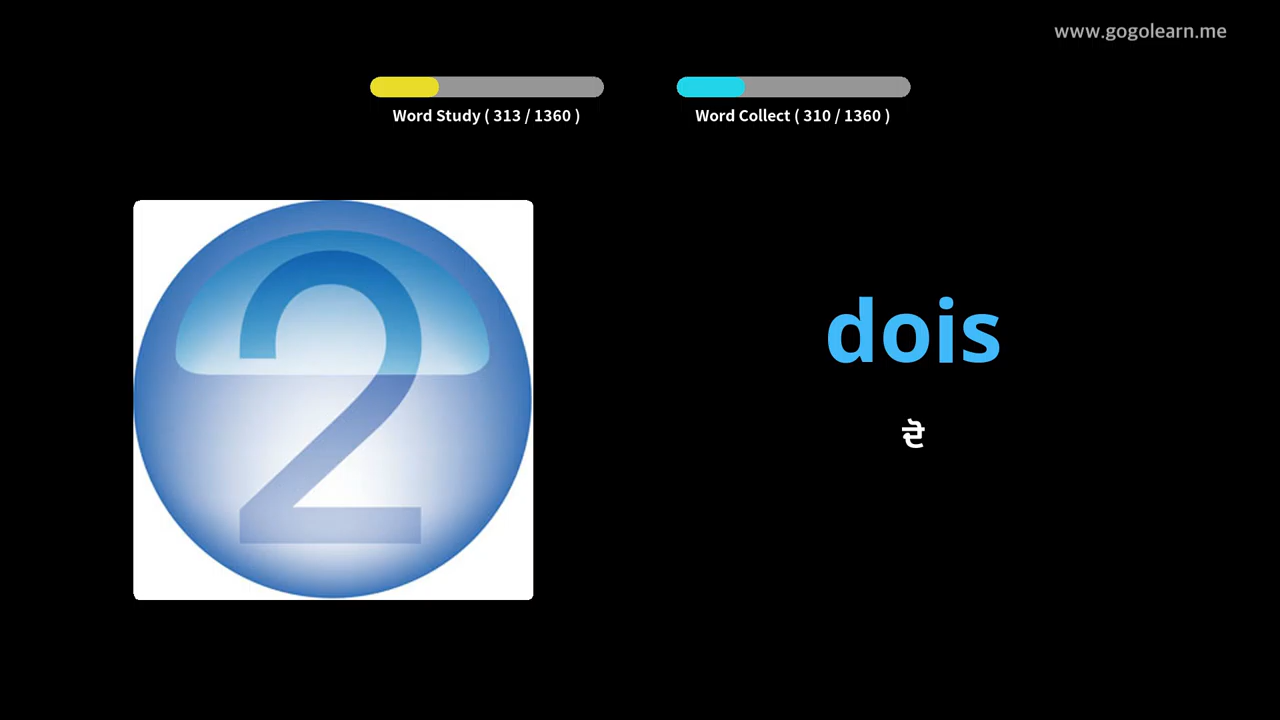 www.gogolearn.me
Word Study ( 313 / 1360 )
Word Collect ( 310 / 1360 )
2
dois
ਦੋ